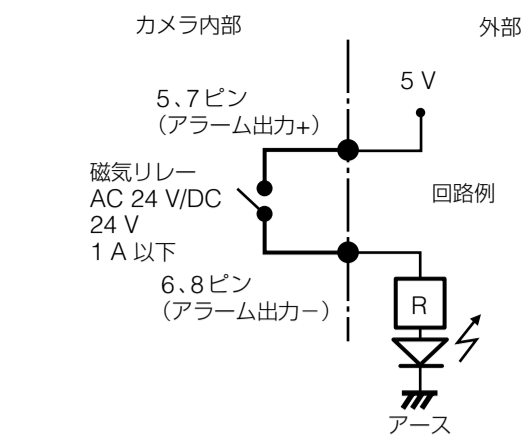 カメラ内部
外部
5、7ピン
（アラーム出力+）
5 V
磁気リレー
AC 24 V/DC
24 V
1 A 以下
回路例
6、8ピン
（アラーム出力−）
R
アース